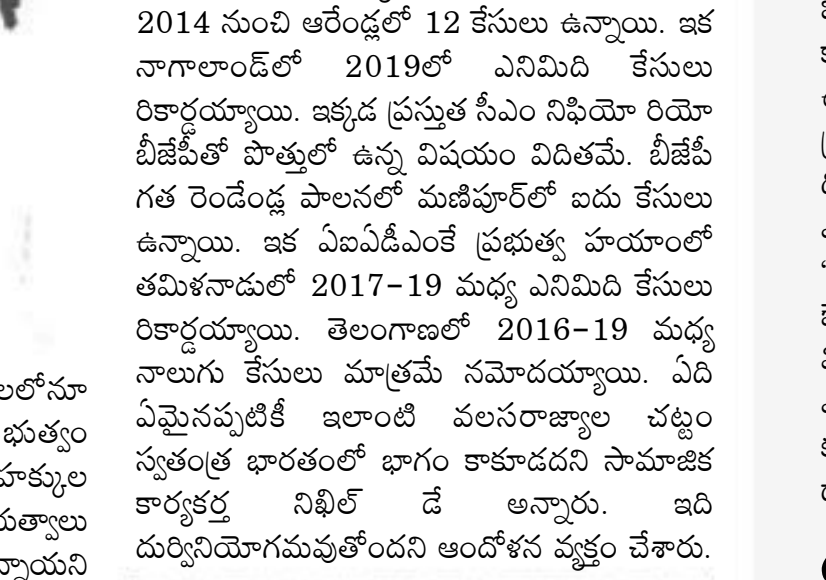 2014 నుంచి ఆరేండ్లలో 12 కేసులు ఉన్నాయి. ఇక
నాగాలాండ్‌లో 2019లో ఎనిమిది కేసులు
రికార్డయ్యాయి. ఇక్కడ ప్రస్తుత సీఎం నిఫియో రియో
బీజేపీతో పొత్తులో ఉన్న విషయం విదితమే. బీజేపీ
గత రెండేండ్ల పాలనలో మణిపూర్‌లో ఐదు కేసులు
ఉన్నాయి. ఇక ఏఐఏడీఎంకే ప్రభుత్వ హయాంలో
తమిళనాడులో 2017-19 మధ్య ఎనిమిది కేసులు
రికార్డయ్యాయి. తెలంగాణలో 2016-19 మధ్య
నాలుగు కేసులు మాత్రమే నమోదయ్యాయి. ఏది
ఏమైనప్పటికీ ఇలాంటి వలసరాజ్యాల చట్టం
స్వతంత్ర భారతంలో భాగం కాకూడదని సామాజిక
కార్యకర్త నిఖిల్ డే అన్నారు. ఇది
దుర్వినియోగమవుతోందని ఆందోళన వ్యక్తం చేశారు.
లలోనూ
భుత్వం
హక్కుల